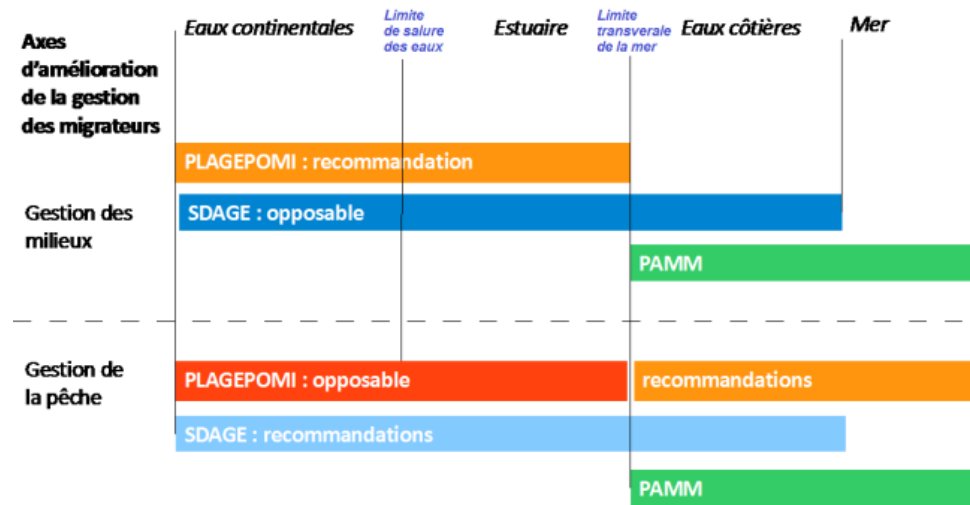 Axes
d'amélioration
de la gestion
des migrateurs
Eaux continentales
Limite
de salure
des eaux
Estuaire
Limite
transverale
de la mer
Eaux côtières
Mer
PLAGEPOMI : recommandation
Gestion des
milieux
SDAGE : opposable
PAMM
Gestion de
la pêche
PLAGEPOMI : opposable
recommandations
SDAGE : recommandations
PAMM